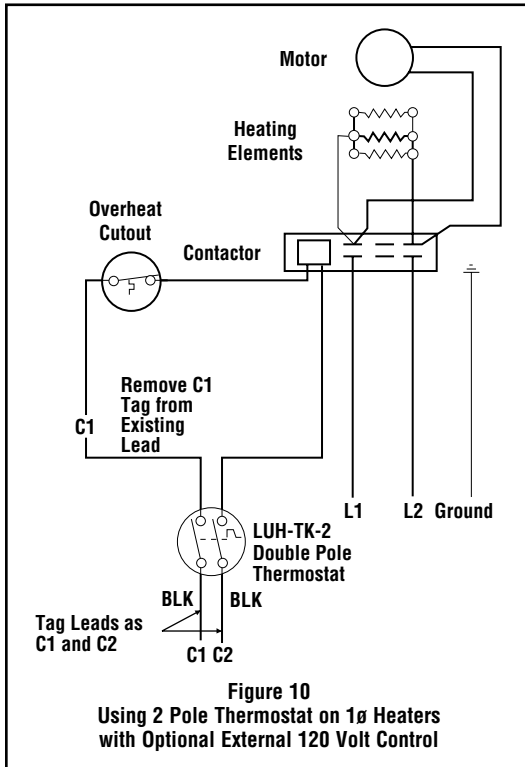 Motor
Heating
Elements
Overheat
Cutout
Contactor
Remove C1
Tag from
Existing
Lead
C1
L1 L2 Ground
LUH-TK-2
Double Pole
Thermostat
BLK BLK
Tag Leads as
C1 and C2
C1 C2
Figure 10
Using 2 Pole Thermostat on 1ø Heaters
with Optional External 120 Volt Control